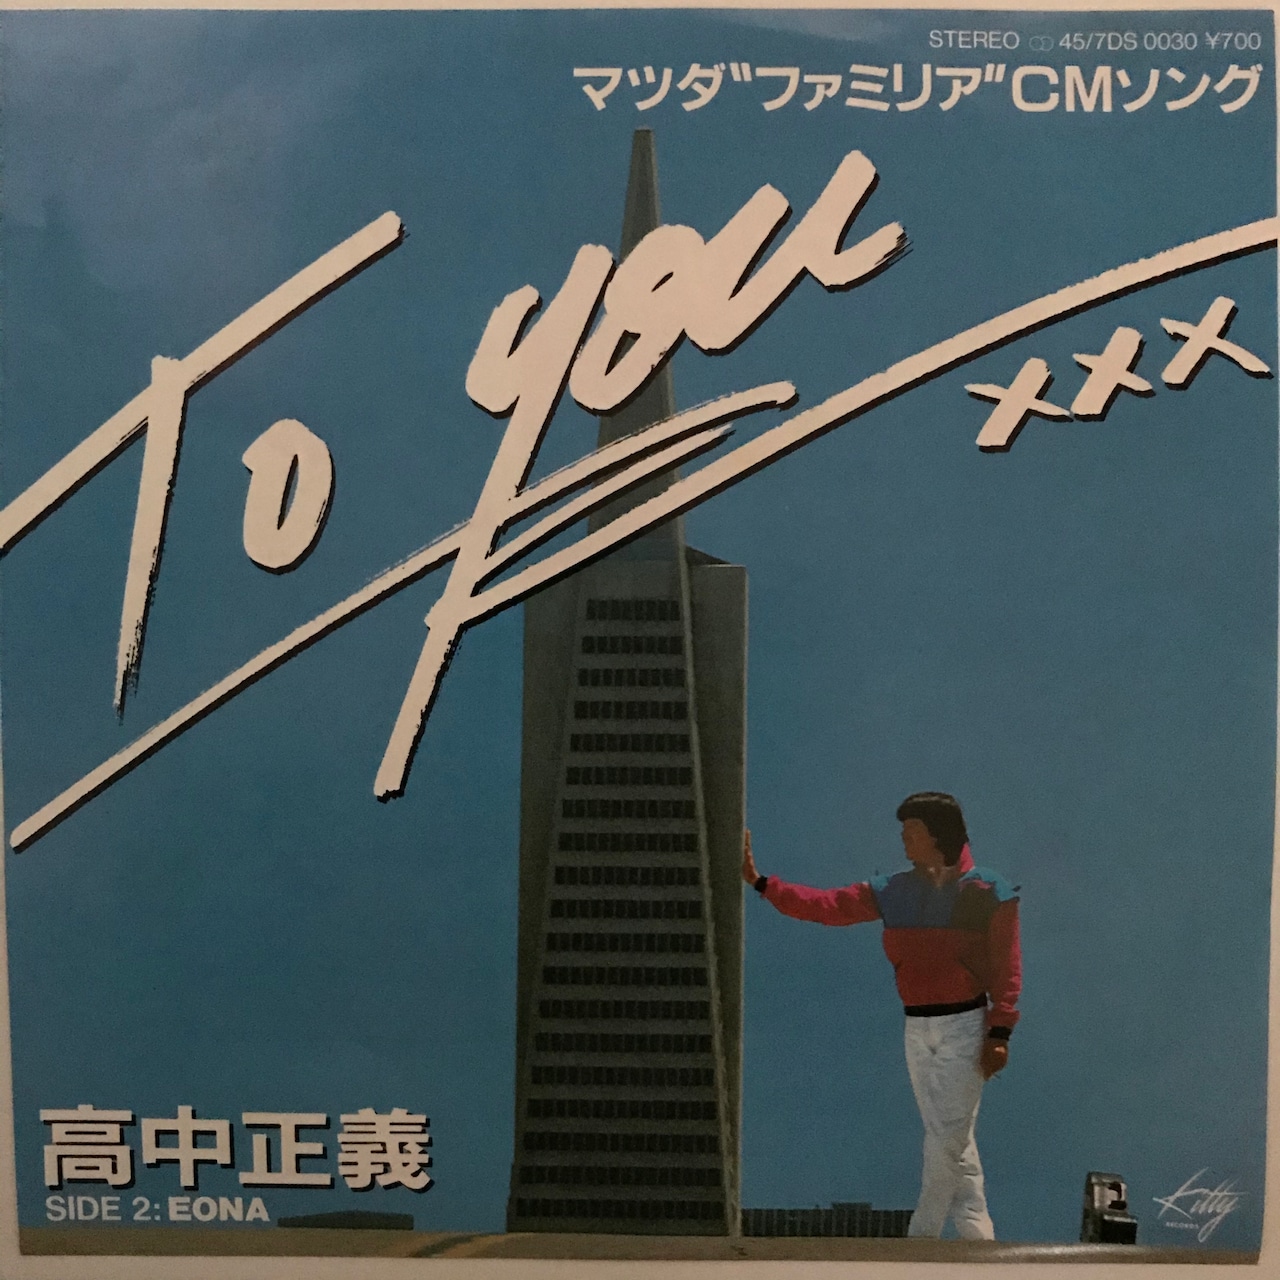 STEREO 45/7DS 0030 ¥700
マツダ"ファミリア"CMソング
To you
xxx
高中正義
SIDE 2: EONA
Kitty
RECORDS